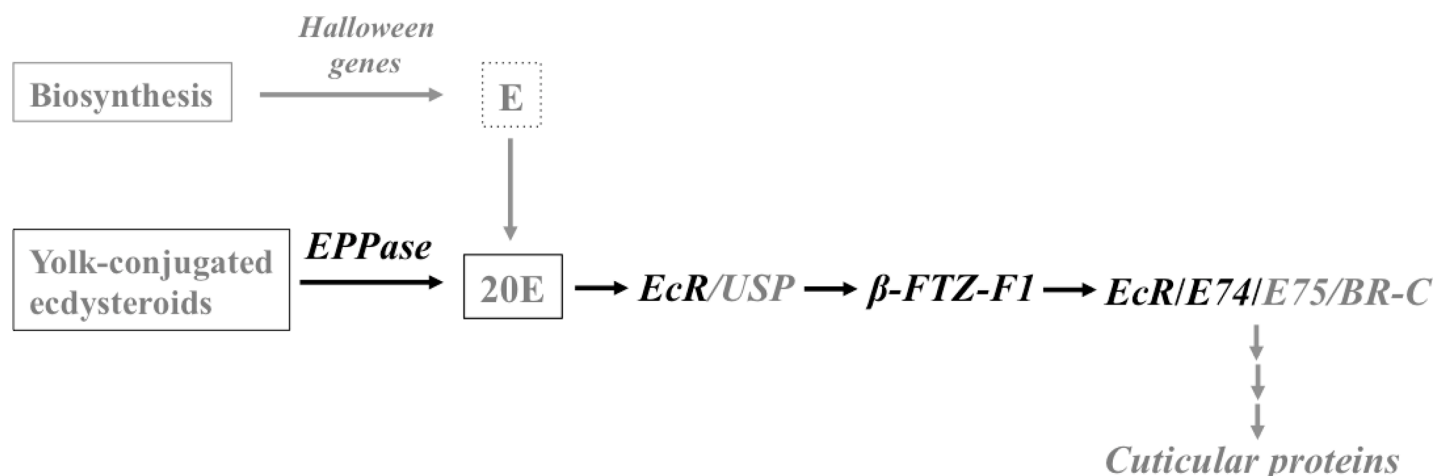 Halloween
genes
Biosynthesis
E
Yolk-conjugated
ecdysteroids
EPPase
20E
EcR/USP
β-FTZ-F1
EcR/E74/E75/BR-C
Cuticular proteins